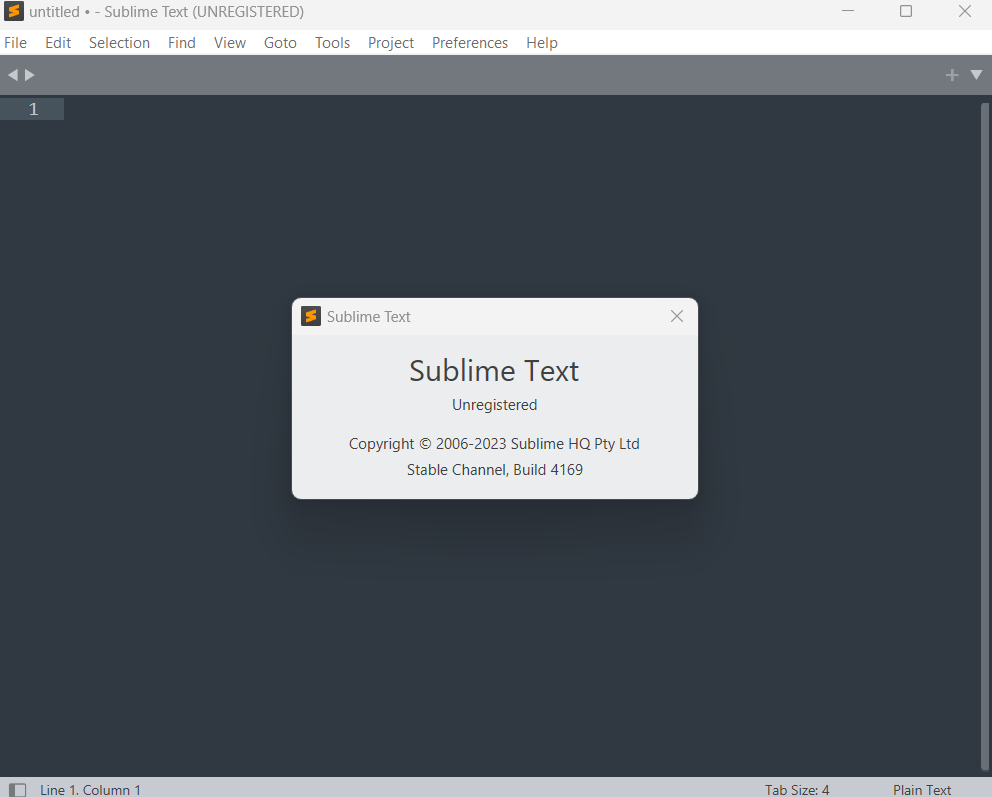 untitled • - Sublime Text (UNREGISTERED)
File Edit Selection Find View Goto Tools Project Preferences Help
1
Sublime Text
Sublime Text
Unregistered
Copyright © 2006-2023 Sublime HQ Pty Ltd
Stable Channel, Build 4169
Line 1, Column 1 Tab Size: 4 Plain Text